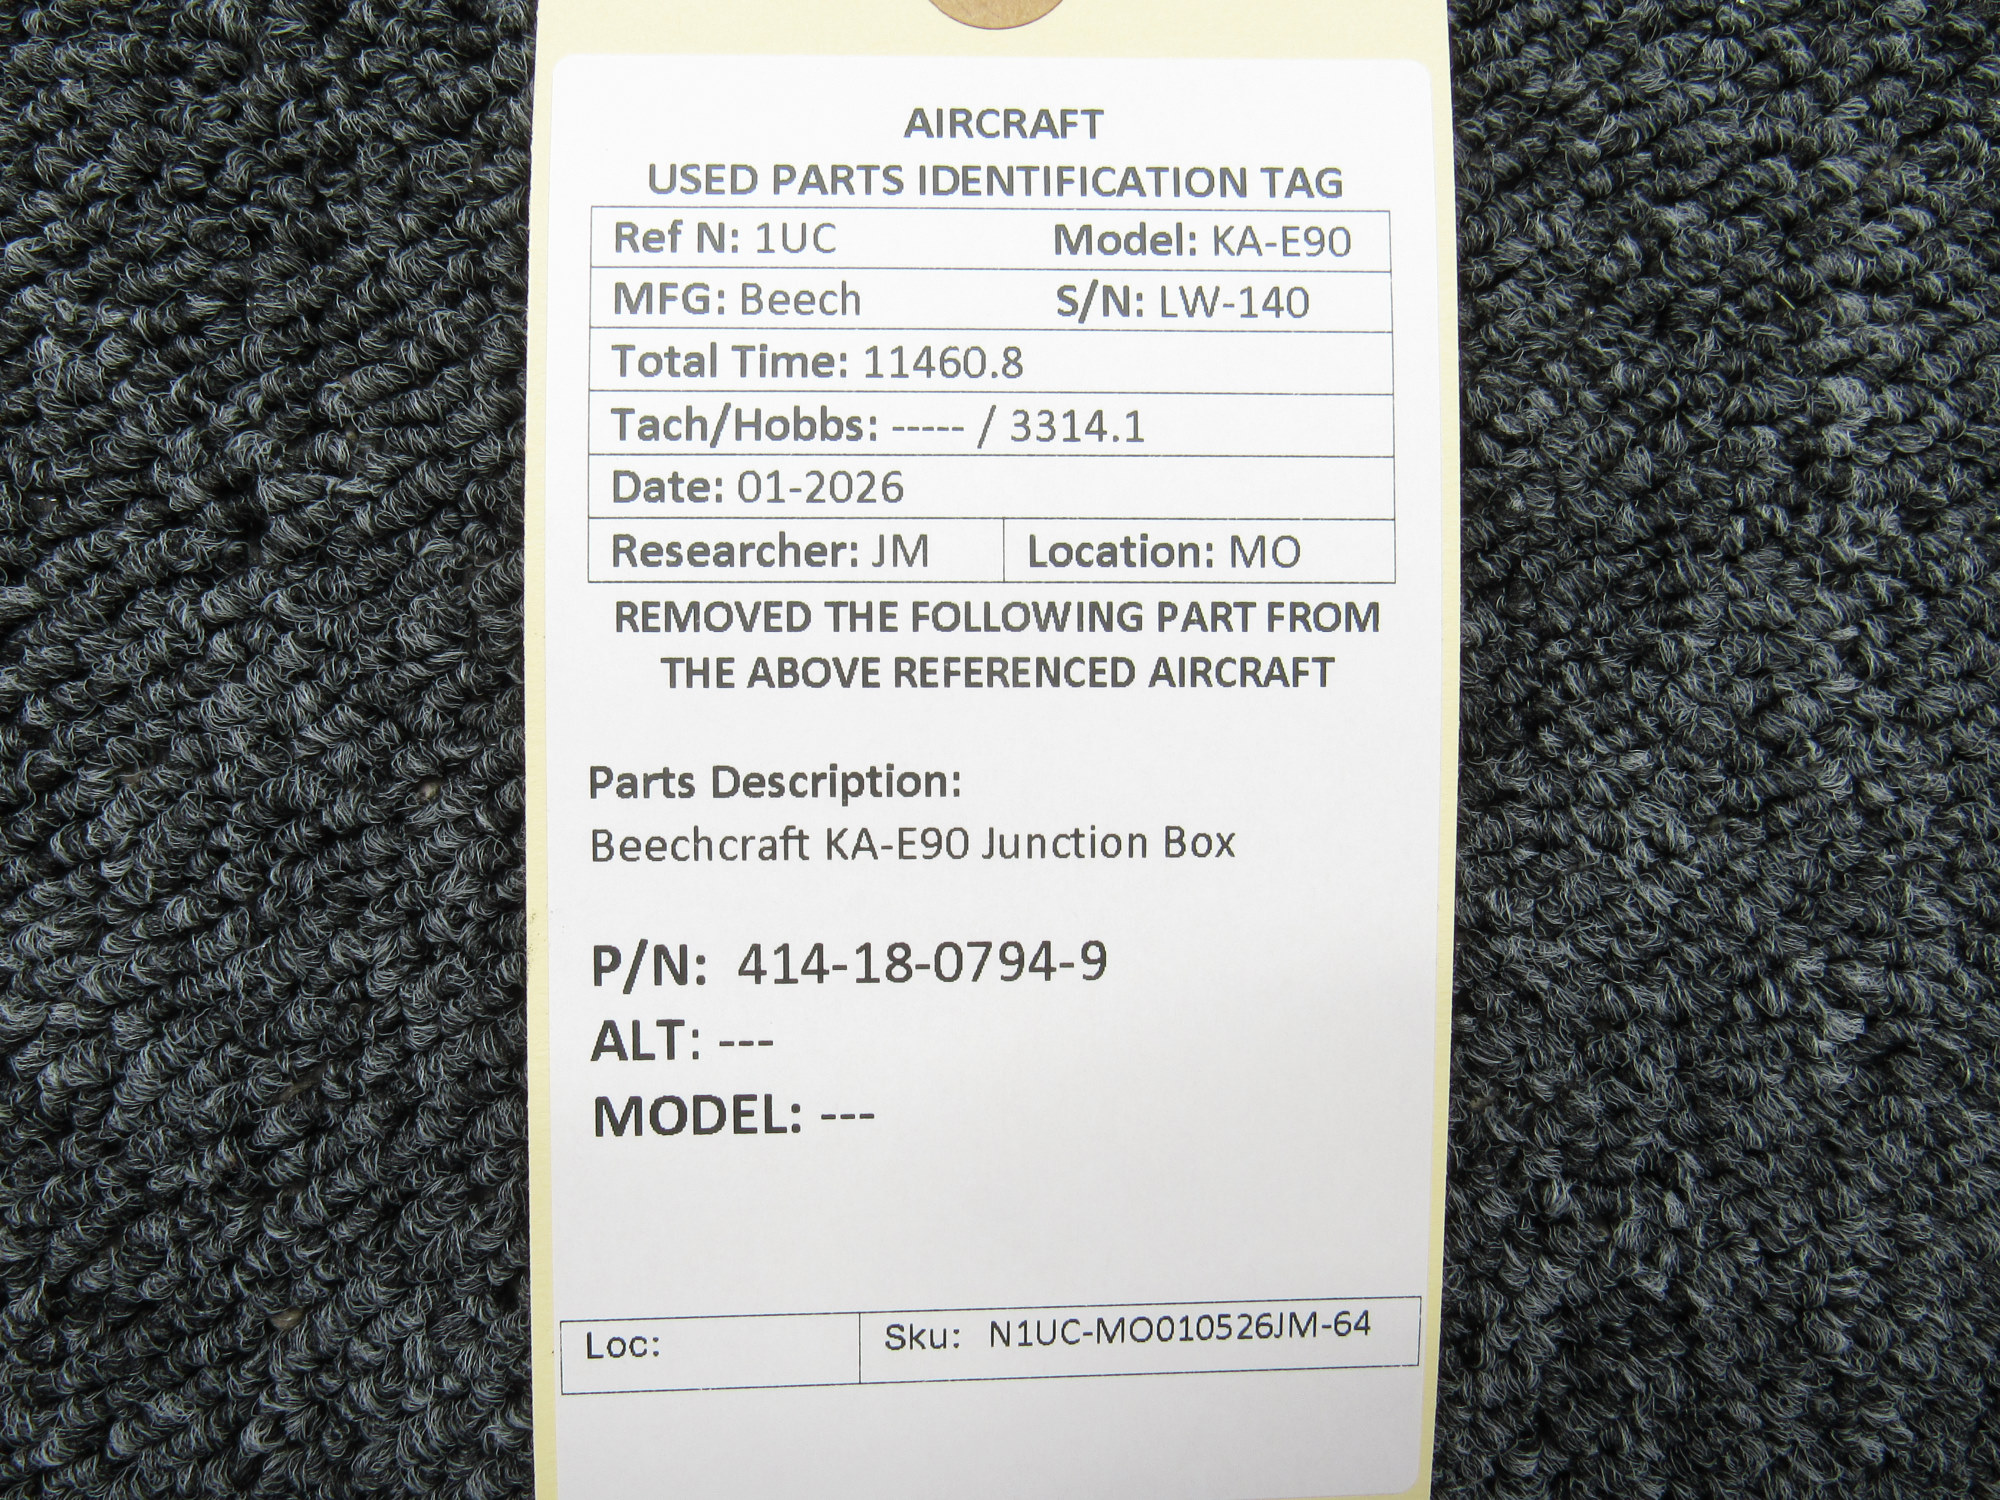 AIRCRAFT
USED PARTS IDENTIFICATION TAG
Ref N: 1UC Model: KA-E90
MFG: Beech S/N: LW-140
Total Time: 11460.8
Tach/Hobbs: ----- / 3314.1
Date: 01-2026
Researcher: JM Location: MO
REMOVED THE FOLLOWING PART FROM
THE ABOVE REFERENCED AIRCRAFT
Parts Description:
Beechcraft KA-E90 Junction Box
P/N: 414-18-0794-9
ALT: ---
MODEL: ---
Loc: Sku: N1UC-MO010526JM-64